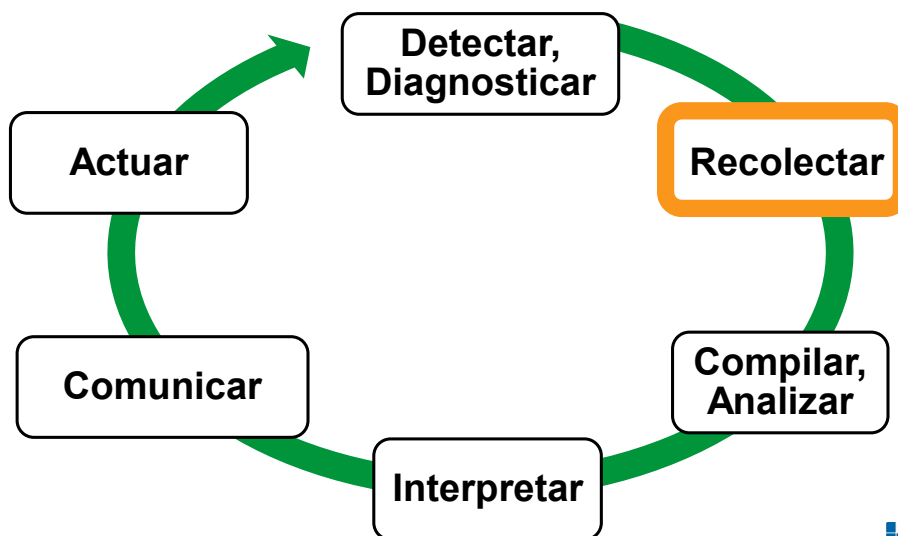 Detectar,
Diagnosticar
Recolectar
Compilar,
Analizar
Interpretar
Comunicar
Actuar